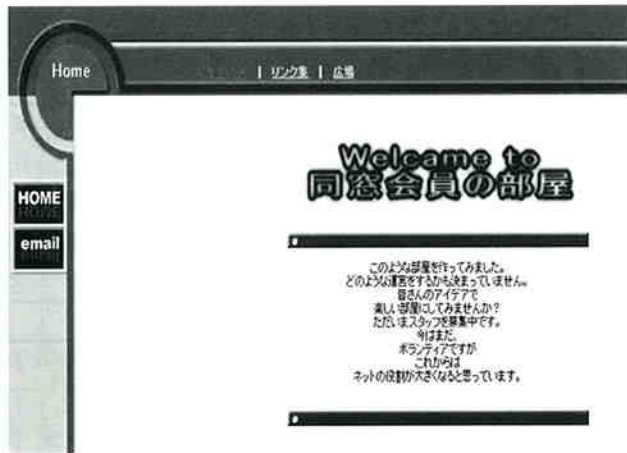 Home
| リンク集 | 広場
Welcame to
同窓会員の部屋
HOME
email
このような部屋を作ってみました。
どのような運営をするかも決まっていません。
皆さんのアイデアで
楽しい部屋にしてみませんか？
ただいまスタッフを募集中です。
今はまだ、
ボランティアですが
これからは
ネットの役割が大きくなると思っています。